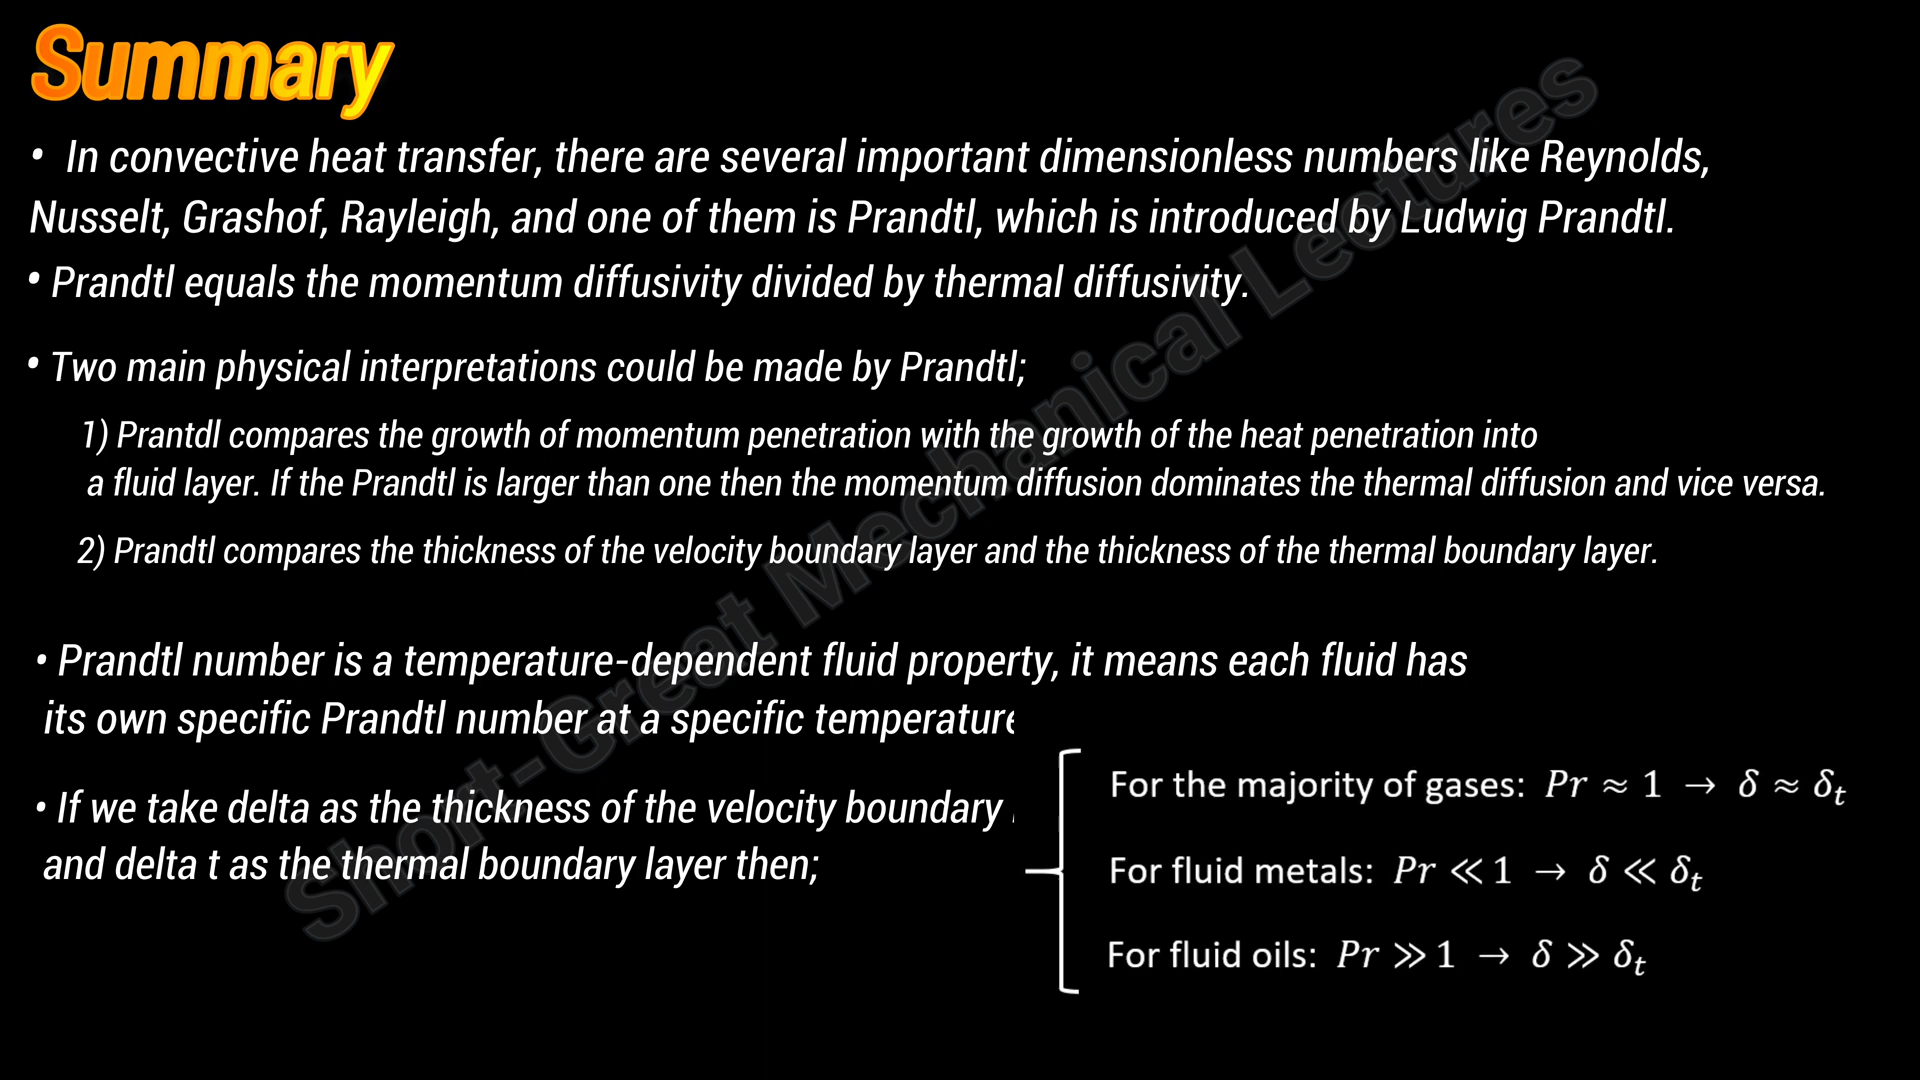 Summary
• In convective heat transfer, there are several important dimensionless numbers like Reynolds,
Nusselt, Grashof, Rayleigh, and one of them is Prandtl, which is introduced by Ludwig Prandtl.
• Prandtl equals the momentum diffusivity divided by thermal diffusivity.
• Two main physical interpretations could be made by Prandtl;
1) Prantdl compares the growth of momentum penetration with the growth of the heat penetration into
a fluid layer. If the Prandtl is larger than one then the momentum diffusion dominates the thermal diffusion and vice versa.
2) Prandtl compares the thickness of the velocity boundary layer and the thickness of the thermal boundary layer.
• Prandtl number is a temperature-dependent fluid property, it means each fluid has
its own specific Prandtl number at a specific temperature
• If we take delta as the thickness of the velocity boundary
and delta t as the thermal boundary layer then;
For the majority of gases: Pr ≈ 1 → δ ≈ δₜ
For fluid metals: Pr ≪ 1 → δ ≪ δₜ
For fluid oils: Pr ≫ 1 → δ ≫ δₜ
Short-Great Mechanical Lectures